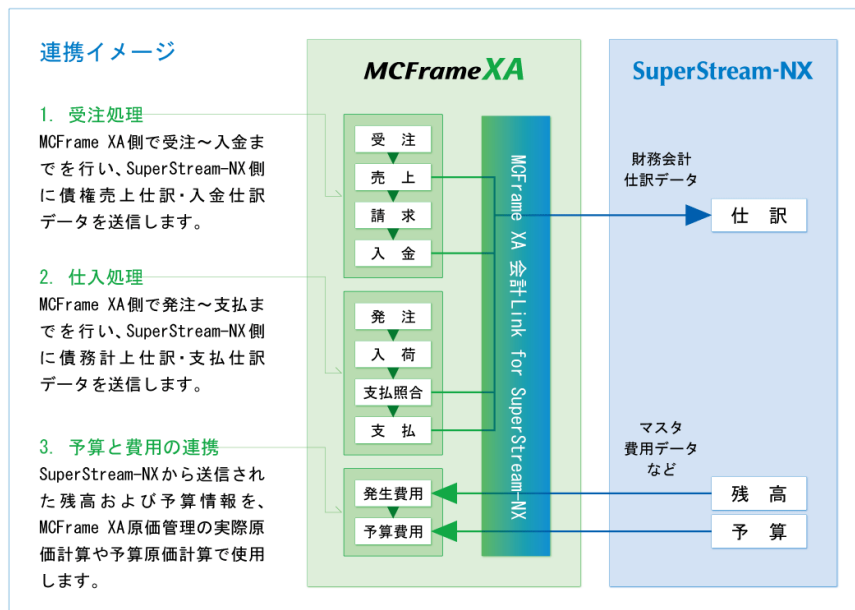 連携イメージ
1. 受注処理
MCFrame XA側で受注～入金ま
でを行い、SuperStream-NX側
に債権売上仕訳・入金仕訳
データを送信します。
2. 仕入処理
MCFrame XA側で発注～支払ま
でを行い、SuperStream-NX側
に債務計上仕訳・支払仕訳
データを送信します。
3. 予算と費用の連携
SuperStream-NXから送信され
た残高および予算情報を、
MCFrame XA原価管理の実際原
価計算や予算原価計算で使用
します。
MCFrame XA
受注
売上
請求
入金
発注
入荷
支払照合
支払
発生費用
予算費用
MCFrame XA 会計Link for SuperStream-NX
SuperStream-NX
財務会計
仕訳データ
仕訳
マスタ
費用データ
など
残高
予算